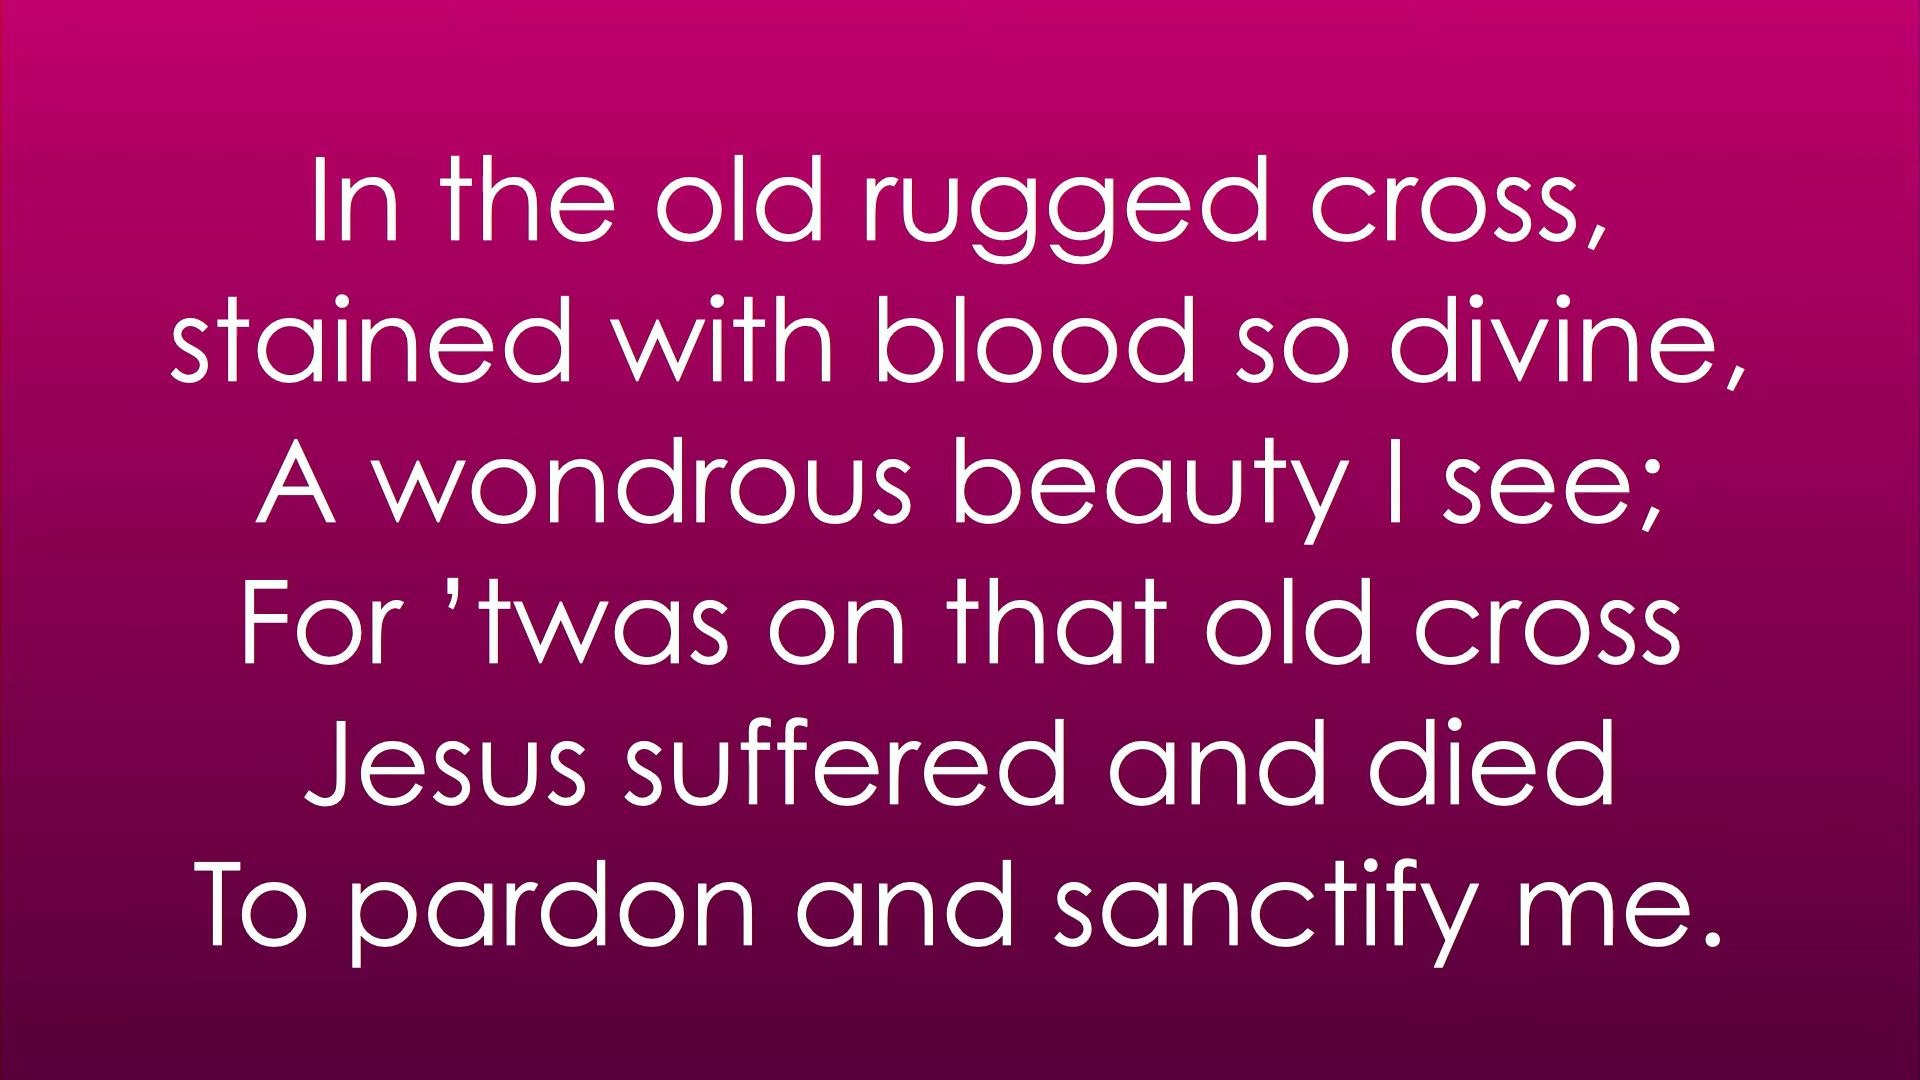 In the old rugged cross,
stained with blood so divine,
A wondrous beauty I see;
For ’twas on that old cross
Jesus suffered and died
To pardon and sanctify me.